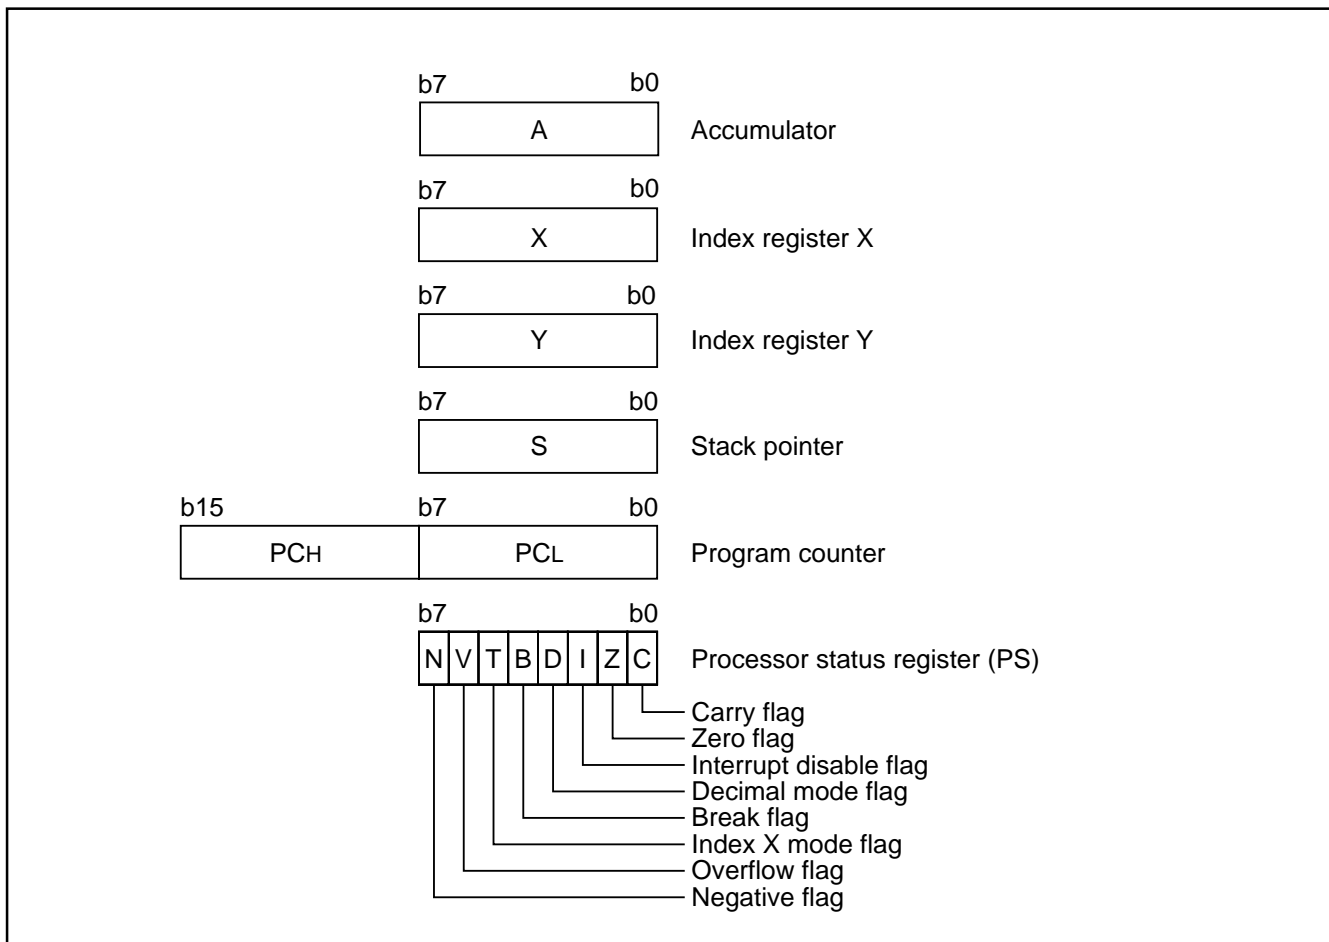 b7 b0
A Accumulator
b7 b0
X Index register X
b7 b0
Y Index register Y
b7 b0
S Stack pointer
b15 b7 b0
PCH PCL Program counter
b7 b0
N V T B D I Z C Processor status register (PS)
Carry flag
Zero flag
Interrupt disable flag
Decimal mode flag
Break flag
Index X mode flag
Overflow flag
Negative flag